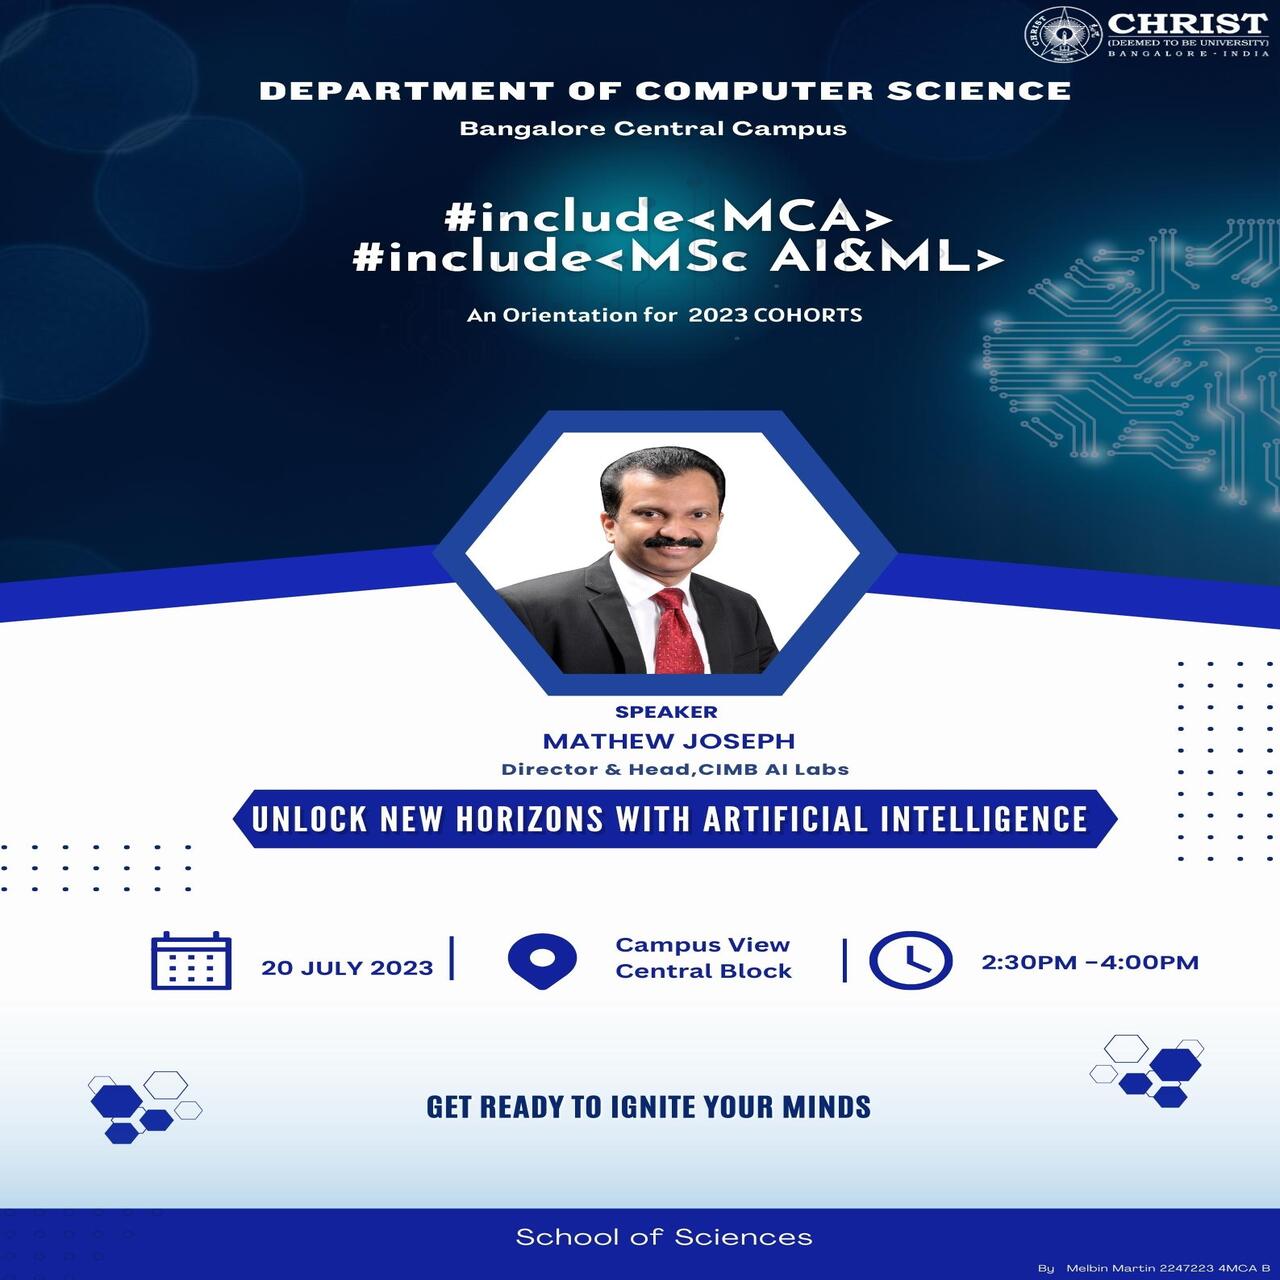 CHRIST
(DEEMED TO BE UNIVERSITY)
BANGALORE · INDIA
DEPARTMENT OF COMPUTER SCIENCE
Bangalore Central Campus
#include<MCA>
#include<MSc AI&ML>
An Orientation for 2023 COHORTS
SPEAKER
MATHEW JOSEPH
Director & Head,CIMB AI Labs
UNLOCK NEW HORIZONS WITH ARTIFICIAL INTELLIGENCE
20 JULY 2023
Campus View
Central Block
2:30PM –4:00PM
GET READY TO IGNITE YOUR MINDS
School of Sciences
By Melbin Martin 2247223 4MCA B